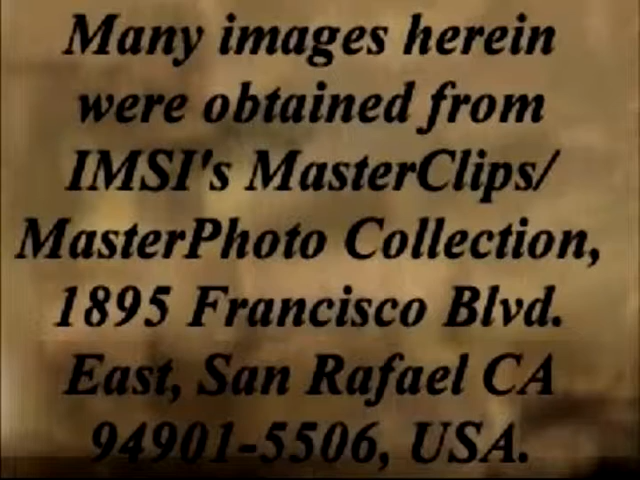 Many images herein
were obtained from
IMSI's MasterClips/
MasterPhoto Collection,
1895 Francisco Blvd.
East, San Rafael CA
94901-5506, USA.